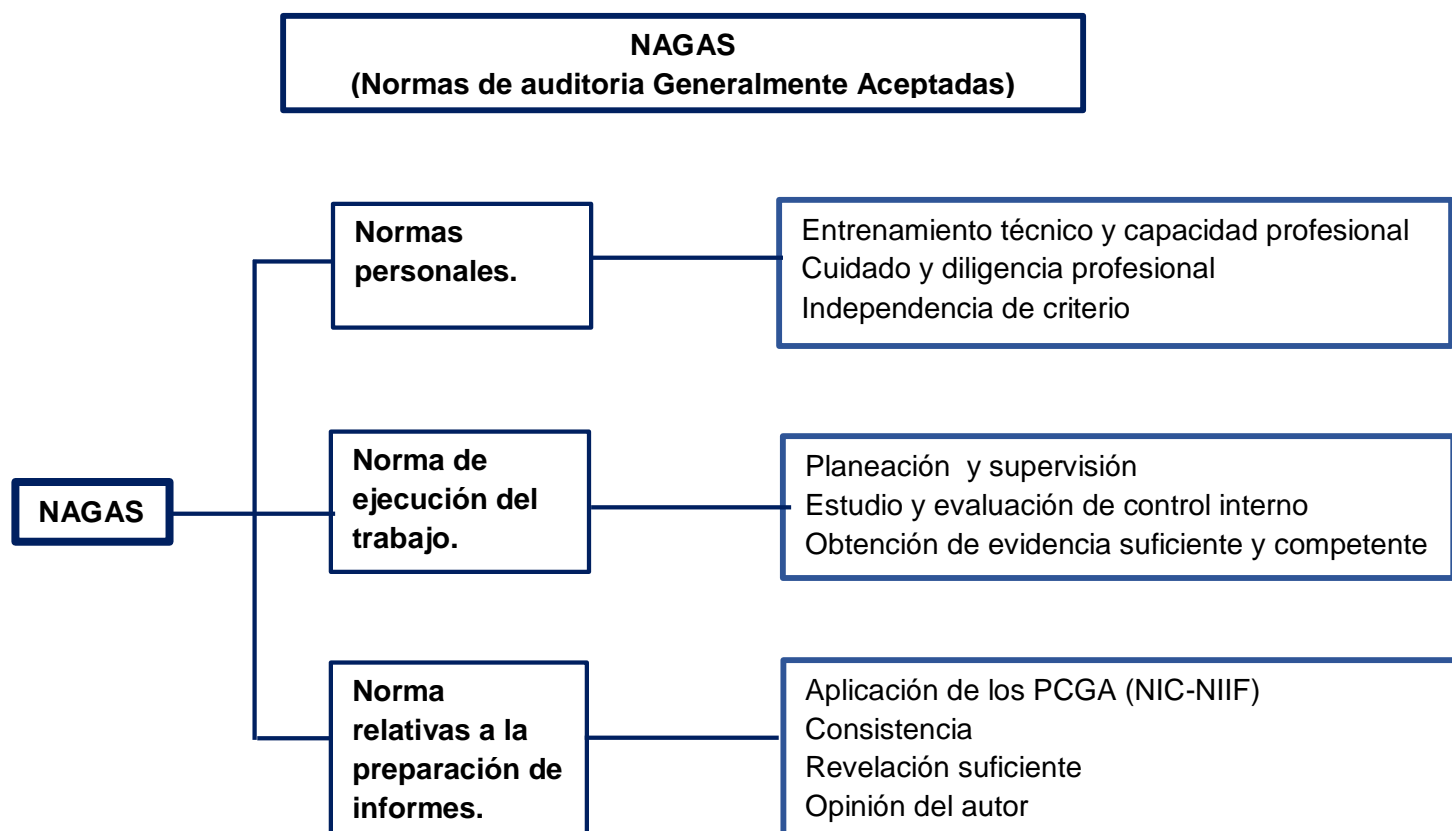 NAGAS
(Normas de auditoria Generalmente Aceptadas)
NAGAS
Normas
personales.
Entrenamiento técnico y capacidad profesional
Cuidado y diligencia profesional
Independencia de criterio
Norma de
ejecución del
trabajo.
Planeación y supervisión
Estudio y evaluación de control interno
Obtención de evidencia suficiente y competente
Norma
relativas a la
preparación de
informes.
Aplicación de los PCGA (NIC-NIIF)
Consistencia
Revelación suficiente
Opinión del autor